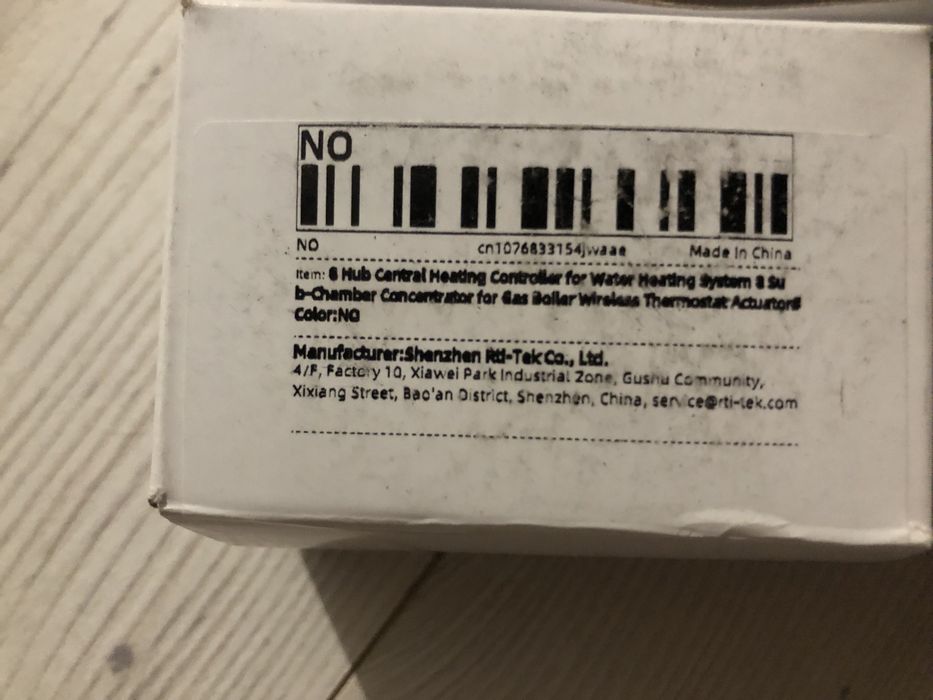 NO
NO cn1076833154jwaae Made In China
Item: 8 Hub Central Heating Controller for Water Heating System 8 Su
b-Chamber Concentrator for Gas Boiler Wireless Thermostat Actuators
Color:NO
Manufacturer:Shenzhen Rti-Tek Co., Ltd.
4/F, Factory 10, Xiawei Park Industrial Zone, Gushu Community,
Xixiang Street, Bao'an District, Shenzhen, China, service@rti-tek.com